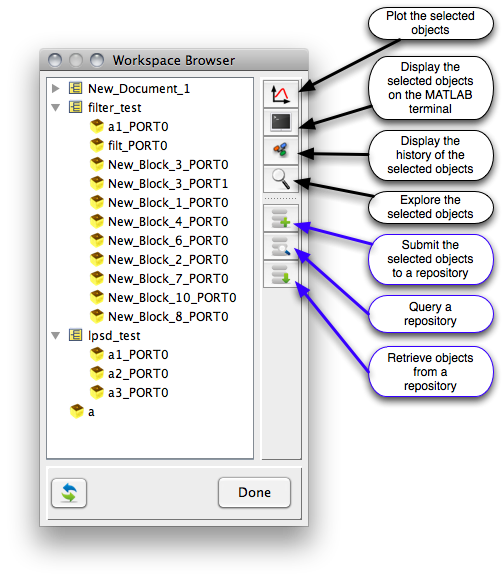 Workspace Browser
New_Document_1
filter_test
a1_PORT0
filt_PORT0
New_Block_3_PORT0
New_Block_3_PORT1
New_Block_1_PORT0
New_Block_4_PORT0
New_Block_6_PORT0
New_Block_2_PORT0
New_Block_7_PORT0
New_Block_10_PORT0
New_Block_8_PORT0
lpsd_test
a1_PORT0
a2_PORT0
a3_PORT0
a
Done
Plot the selected
objects
Display the
selected objects
on the MATLAB
terminal
Display the
history of the
selected objects
Explore the
selected objects
Submit the
selected objects
to a repository
Query a
repository
Retrieve objects
from a
repository